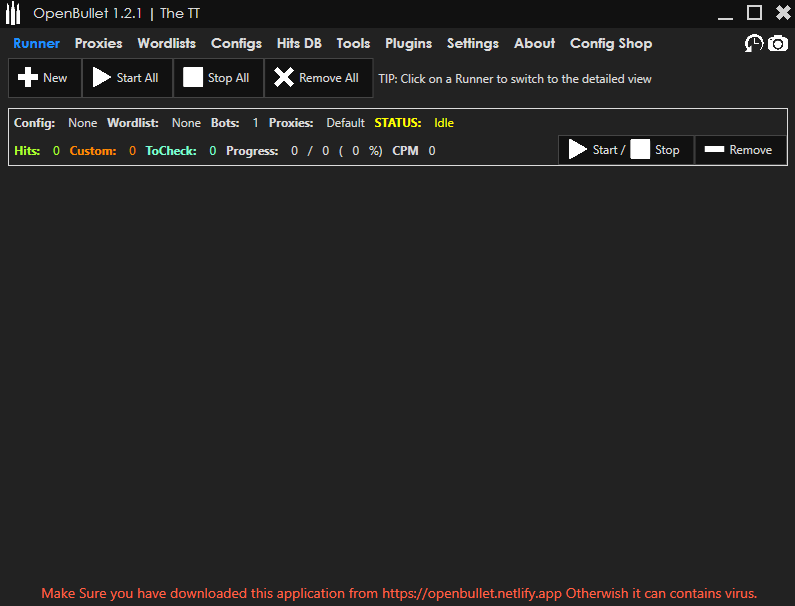 OpenBullet 1.2.1 | The TT
Runner Proxies Wordlists Configs Hits DB Tools Plugins Settings About Config Shop
New Start All Stop All Remove All TIP: Click on a Runner to switch to the detailed view
Config: None Wordlist: None Bots: 1 Proxies: Default STATUS: Idle
Hits: 0 Custom: 0 ToCheck: 0 Progress: 0 / 0 ( 0 %) CPM 0 Start / Stop Remove
Make Sure you have downloaded this application from https://openbullet.netlify.app Otherwish it can contains virus.